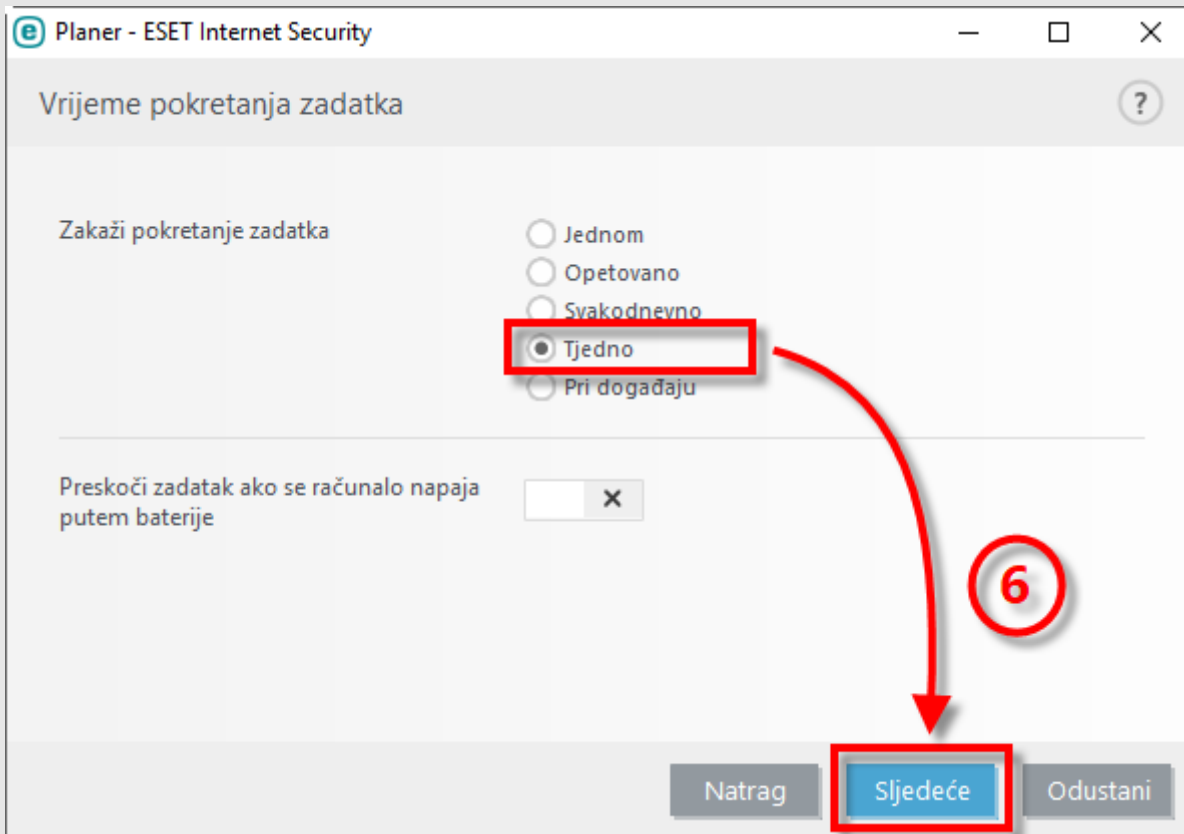 Planer - ESET Internet Security
Vrijeme pokretanja zadatka
?
Zakaži pokretanje zadatka
Jednom
Opetovano
Svakodnevno
Tjedno
Pri događaju
Preskoči zadatak ako se računalo napaja
putem baterije
6
Natrag
Sljedeće
Odustani